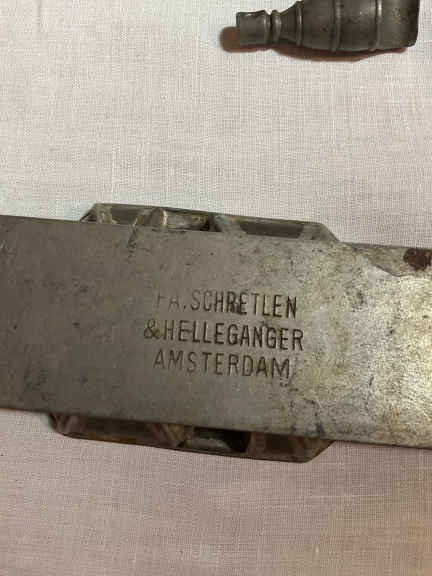 FA. SCHRETLEN
& HELLEGANGER
AMSTERDAM